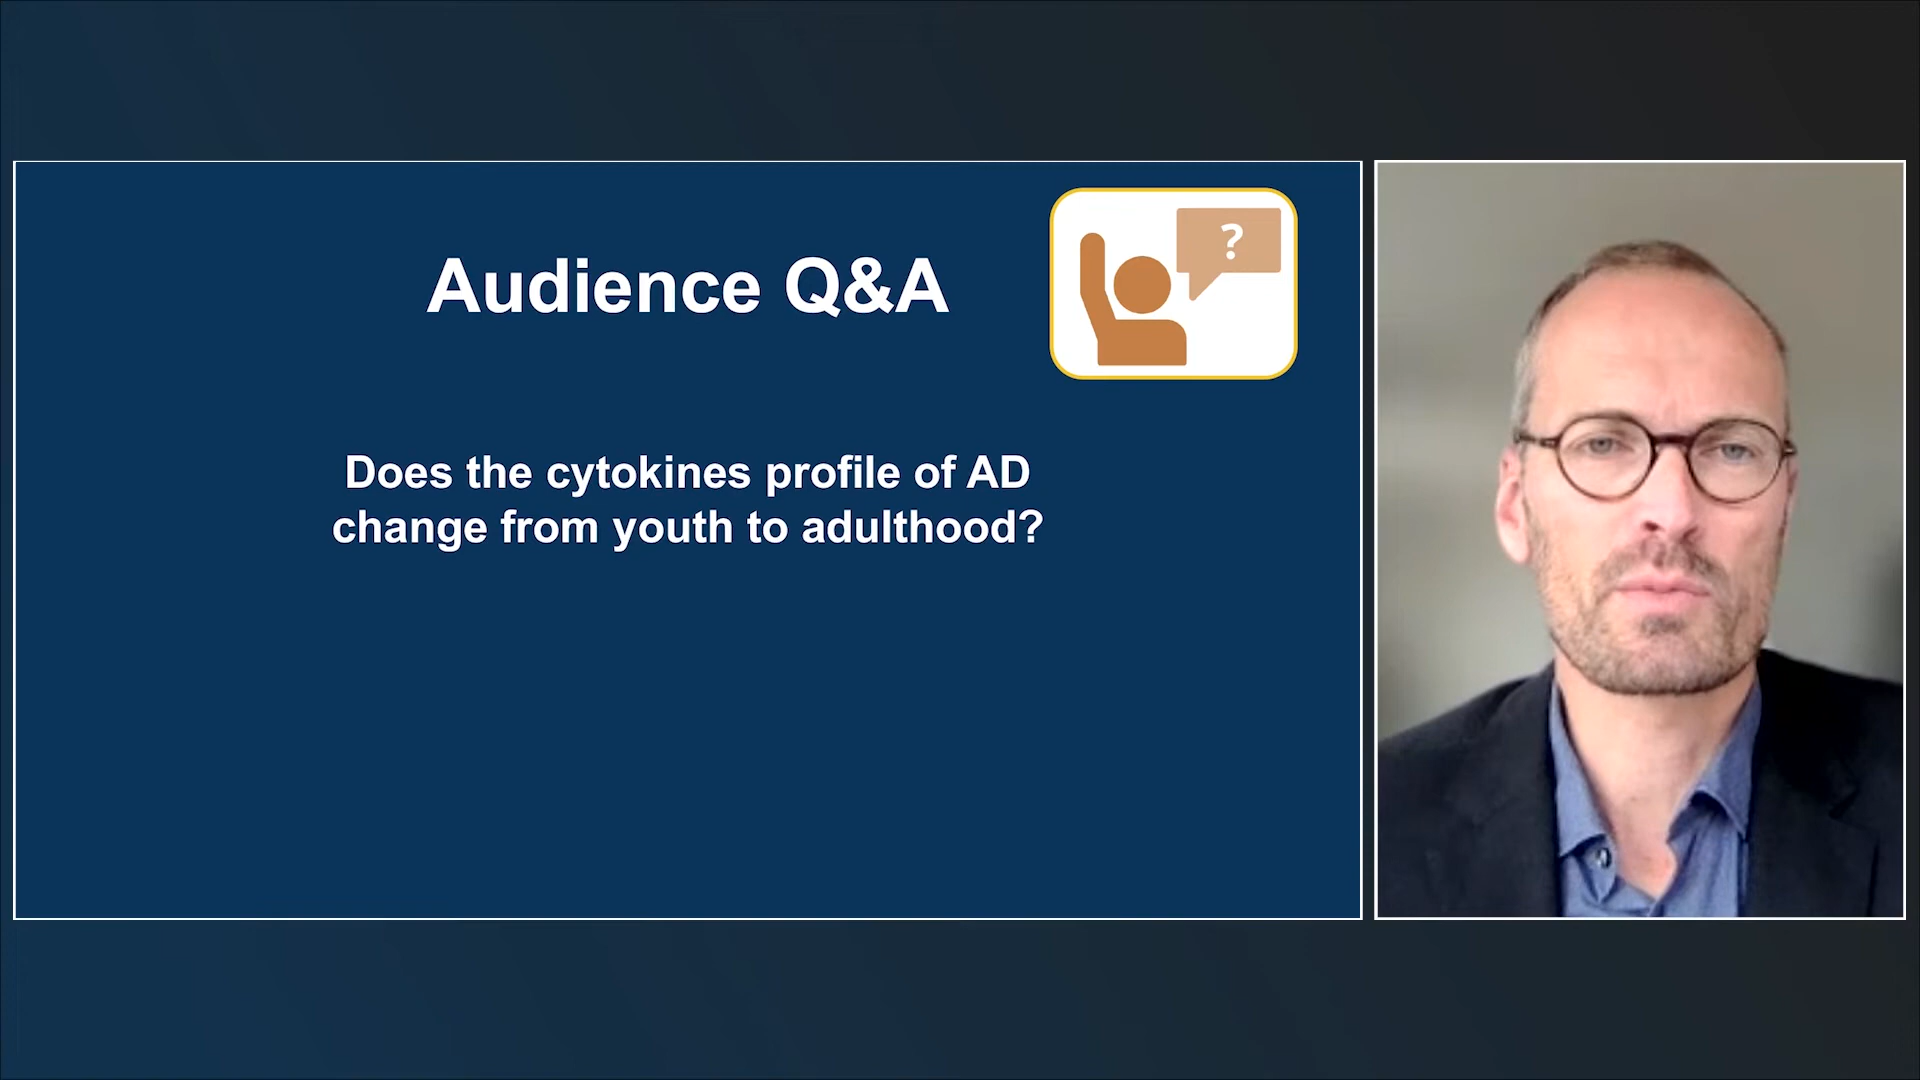 Audience Q&A
?
Does the cytokines profile of AD
change from youth to adulthood?